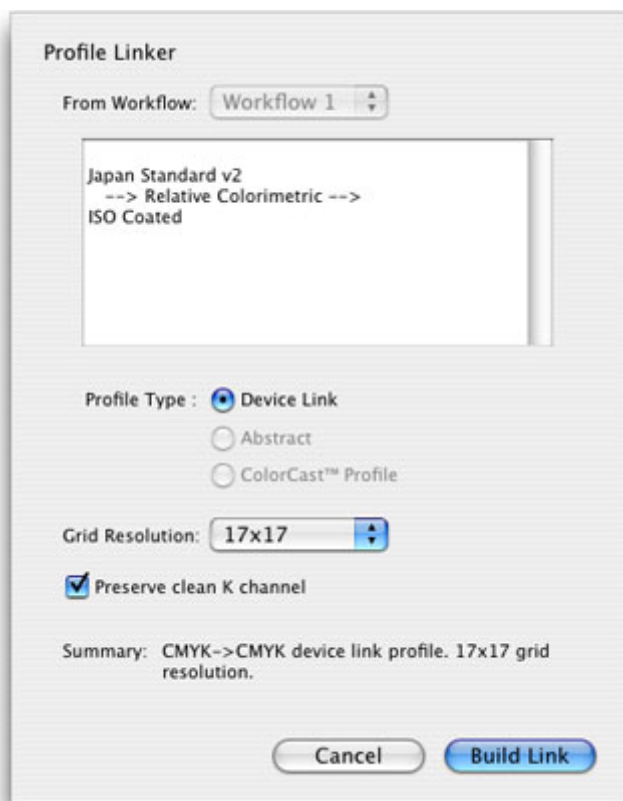 Profile Linker
From Workflow: Workflow 1
Japan Standard v2
--> Relative Colorimetric -->
ISO Coated
Profile Type : Device Link
Abstract
ColorCast™ Profile
Grid Resolution: 17x17
Preserve clean K channel
Summary: CMYK->CMYK device link profile. 17x17 grid
resolution.
Cancel Build Link